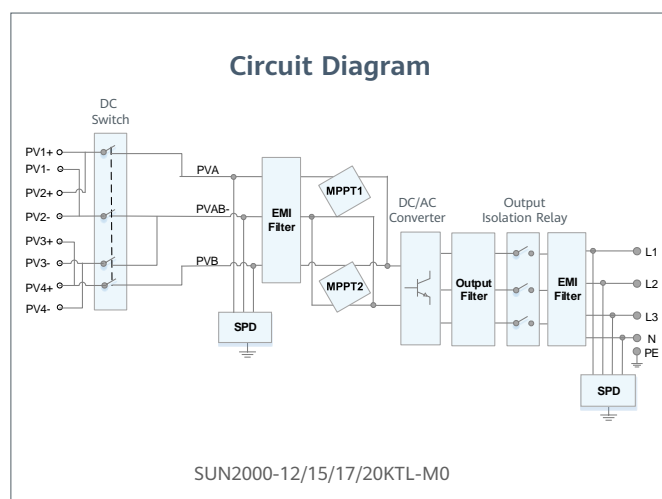 Circuit Diagram
DC
Switch
PV1+
PV1-
PV2+
PV2-
PV3+
PV3-
PV4+
PV4-
PVA
PVAB-
PVB
EMI
Filter
SPD
MPPT1
MPPT2
DC/AC
Converter
Output
Filter
Output
Isolation Relay
EMI
Filter
L1
L2
L3
N
PE
SPD
SUN2000-12/15/17/20KTL-M0